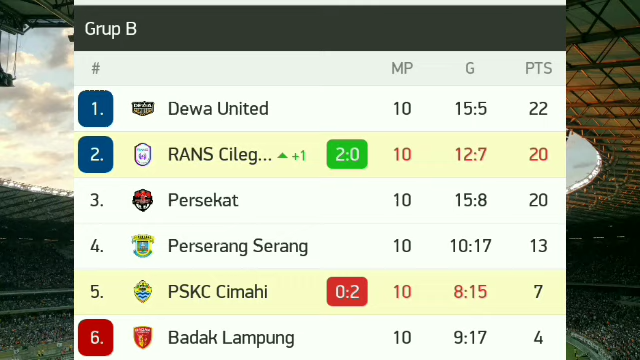 Grup B
# MP G PTS
1. Dewa United 10 15:5 22
2. RANS Cileg... +1 2:0 10 12:7 20
3. Persekat 10 15:8 20
4. Perserang Serang 10 10:17 13
5. PSKC Cimahi 0:2 10 8:15 7
6. Badak Lampung 10 9:17 4